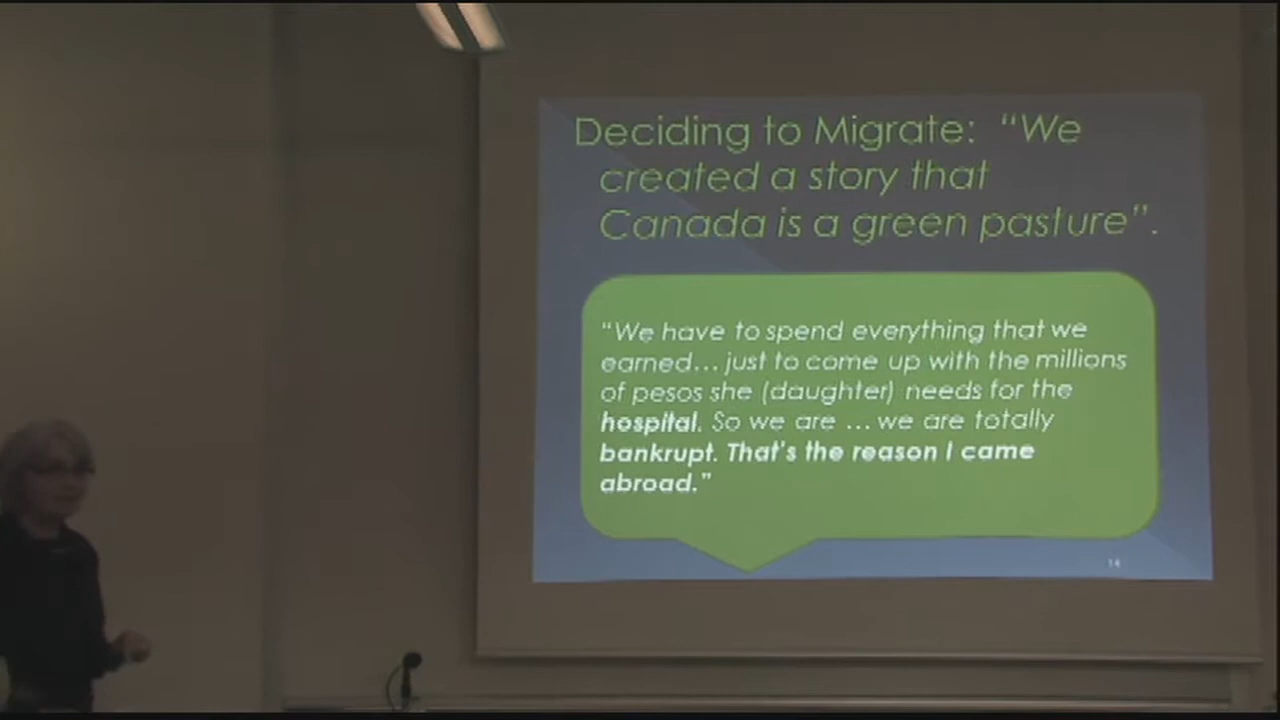 Deciding to Migrate: “We
created a story that
Canada is a green pasture”.
“We have to spend everything that we
earned... just to come up with the millions
of pesos she (daughter) needs for the
hospital. So we are ... we are totally
bankrupt. That's the reason I came
abroad.”
14